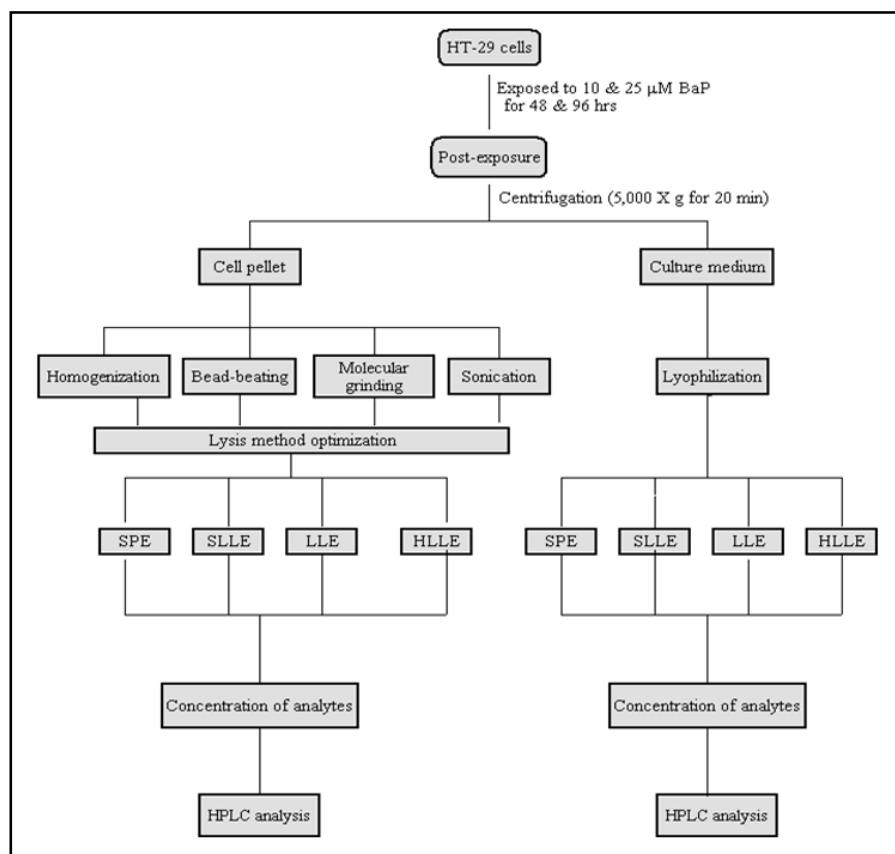 HT-29 cells
Exposed to 10 & 25 μM BaP
for 48 & 96 hrs
Post-exposure
Centrifugation (5,000 X g for 20 min)
Cell pellet
Culture medium
Homogenization
Bead-beating
Molecular
grinding
Sonication
Lyophilization
Lysis method optimization
SPE
SLLE
LLE
HLLE
SPE
SLLE
LLE
HLLE
Concentration of analytes
Concentration of analytes
HPLC analysis
HPLC analysis